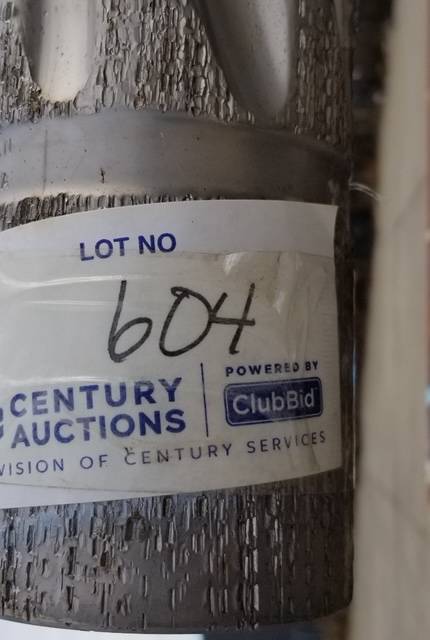 LOT NO
604
CENTURY
AUCTIONS
POWERED BY
ClubBid
VISION OF CENTURY SERVICES